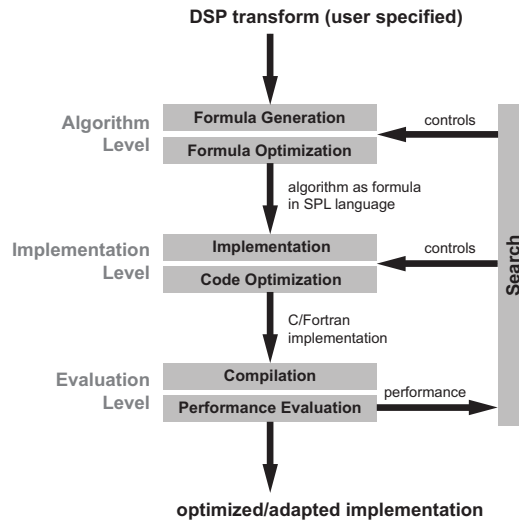 DSP transform (user specified)
Algorithm
Level
Formula Generation
Formula Optimization
controls
algorithm as formula
in SPL language
Implementation
Level
Implementation
Code Optimization
controls
Search
C/Fortran
implementation
Evaluation
Level
Compilation
Performance Evaluation
performance
optimized/adapted implementation